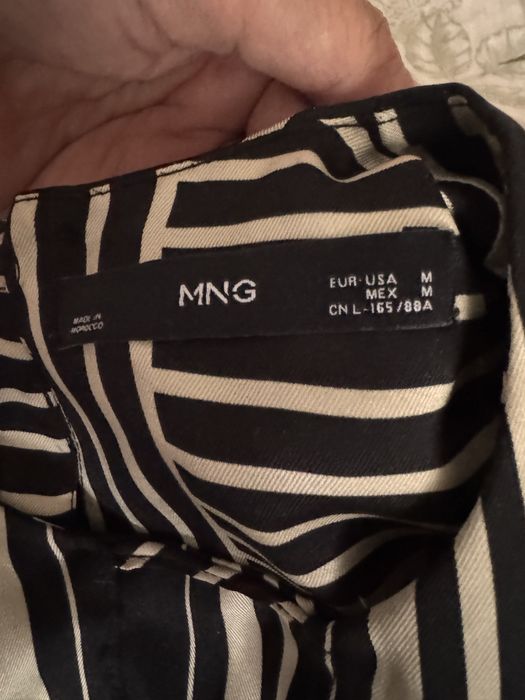 MNG
EUR·USA M
MEX M
CN L-165/88A
MADE IN
MOROCCO